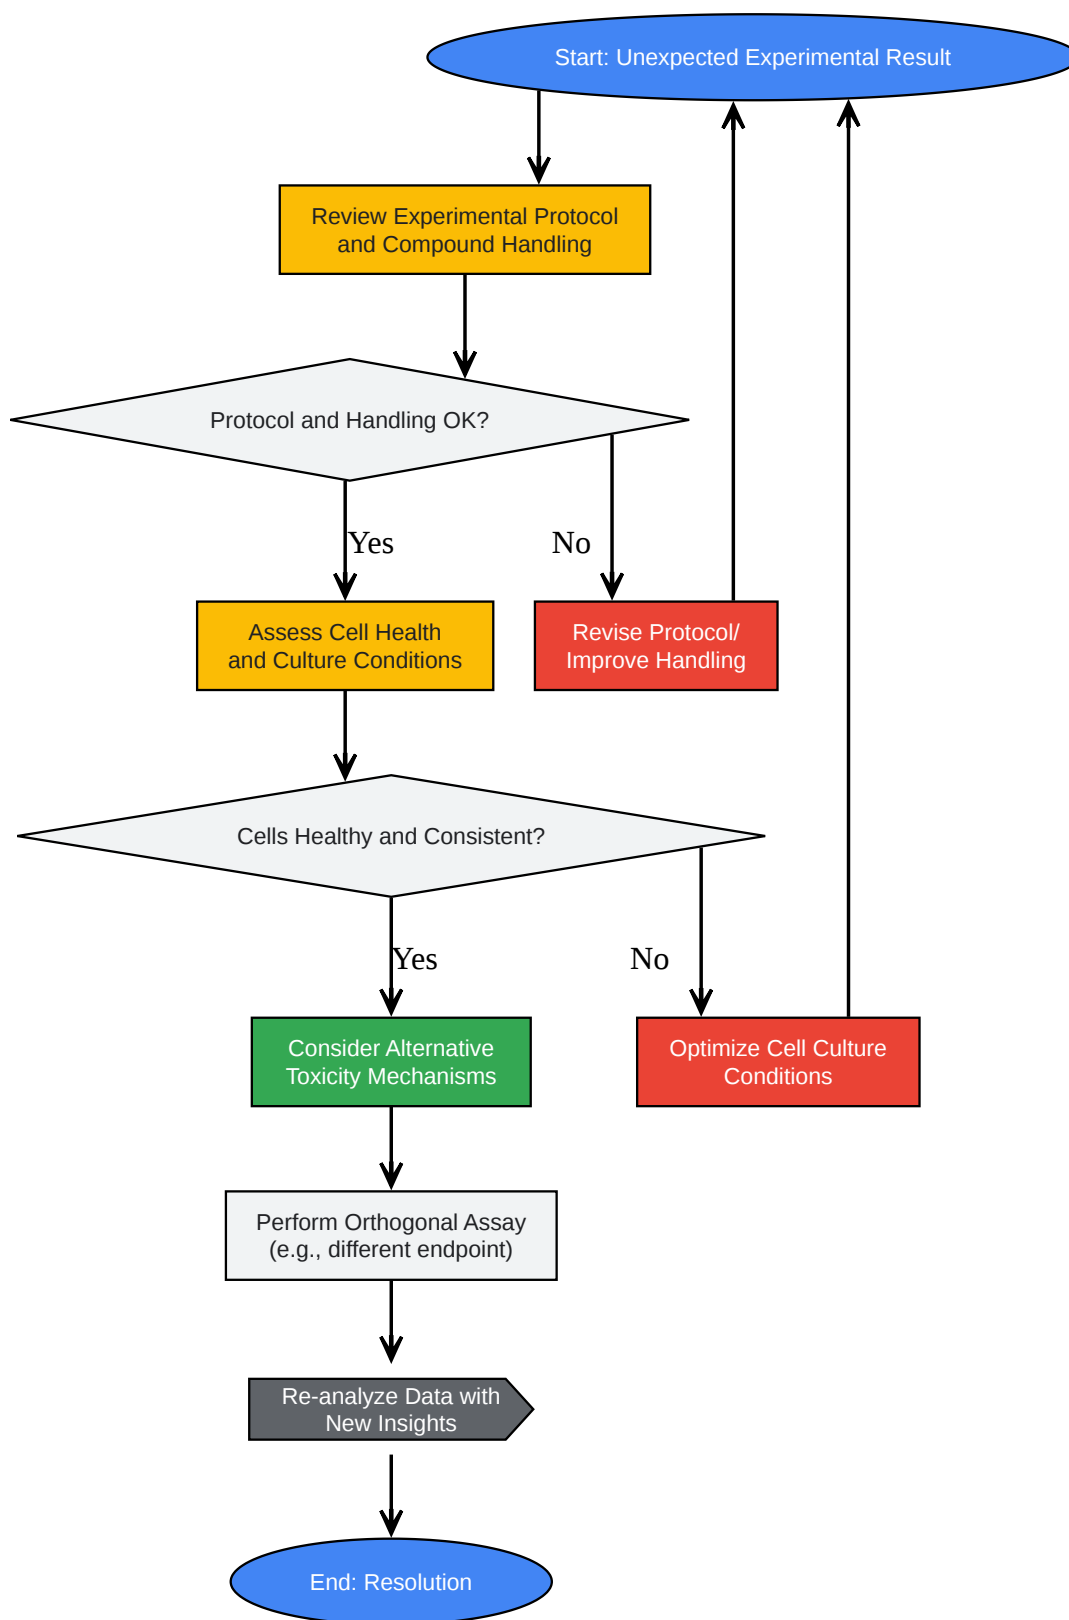 Start: Unexpected Experimental Result
Review Experimental Protocol
and Compound Handling
Protocol and Handling OK?
Yes
No
Assess Cell Health
and Culture Conditions
Revise Protocol/
Improve Handling
Cells Healthy and Consistent?
Yes
No
Consider Alternative
Toxicity Mechanisms
Optimize Cell Culture
Conditions
Perform Orthogonal Assay
(e.g., different endpoint)
Re-analyze Data with
New Insights
End: Resolution